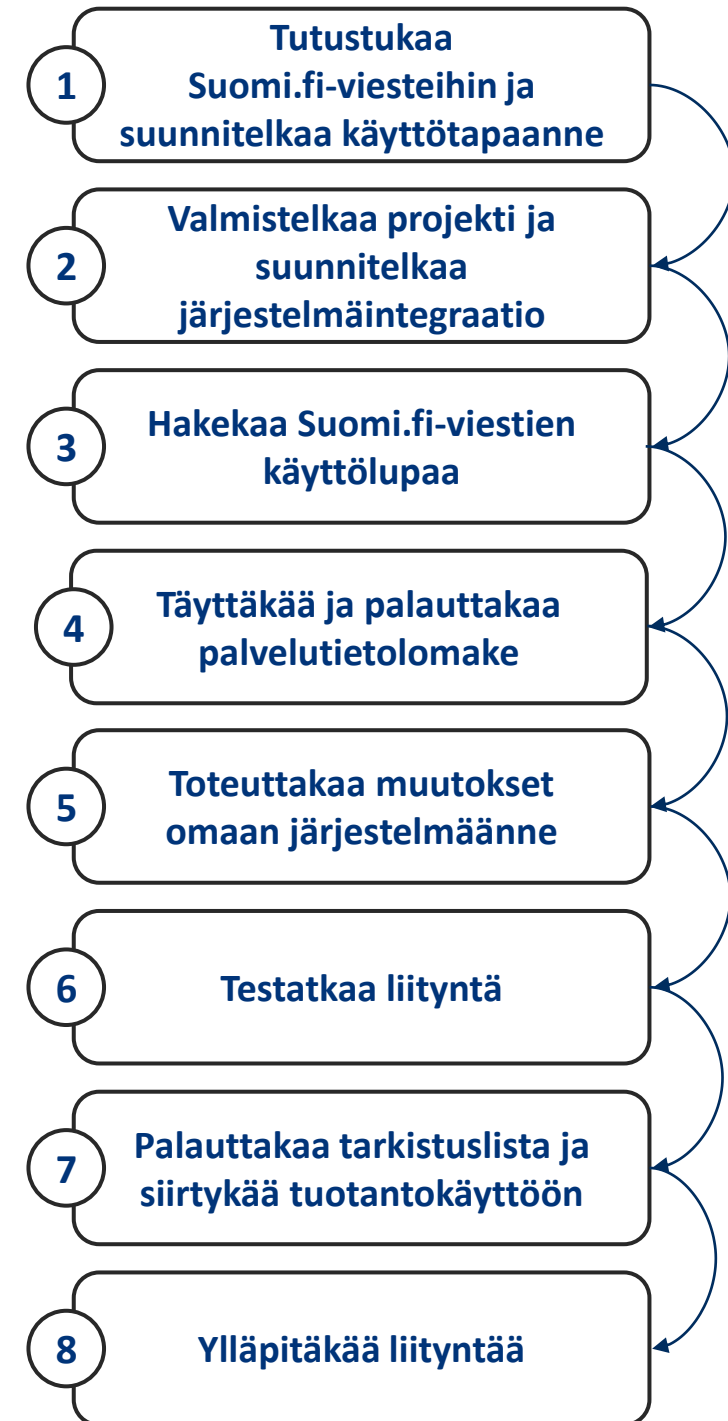 1
Tutustukaa
Suomi.fi-viesteihin ja
suunnitelkaa käyttötapaanne
2
Valmistelkaa projekti ja
suunnitelkaa
järjestelmäintegraatio
3
Hakekaa Suomi.fi-viestien
käyttölupaa
4
Täyttäkää ja palauttakaa
palvelutietolomake
5
Toteuttakaa muutokset
omaan järjestelmäänne
6
Testatkaa liityntä
7
Palauttakaa tarkistuslista ja
siirtykää tuotantokäyttöön
8
Ylläpitäkää liityntää